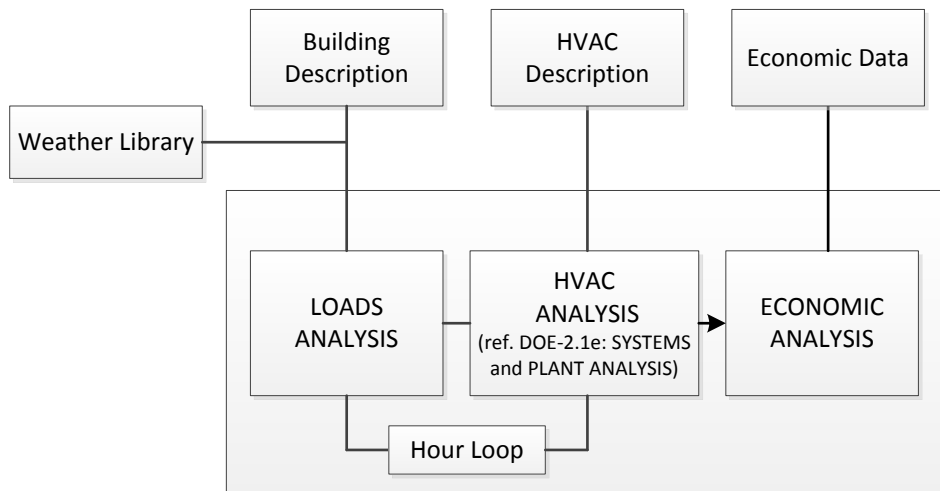 Building
Description
HVAC
Description
Economic Data
Weather Library
LOADS
ANALYSIS
HVAC
ANALYSIS
(ref. DOE-2.1e: SYSTEMS
and PLANT ANALYSIS)
ECONOMIC
ANALYSIS
Hour Loop